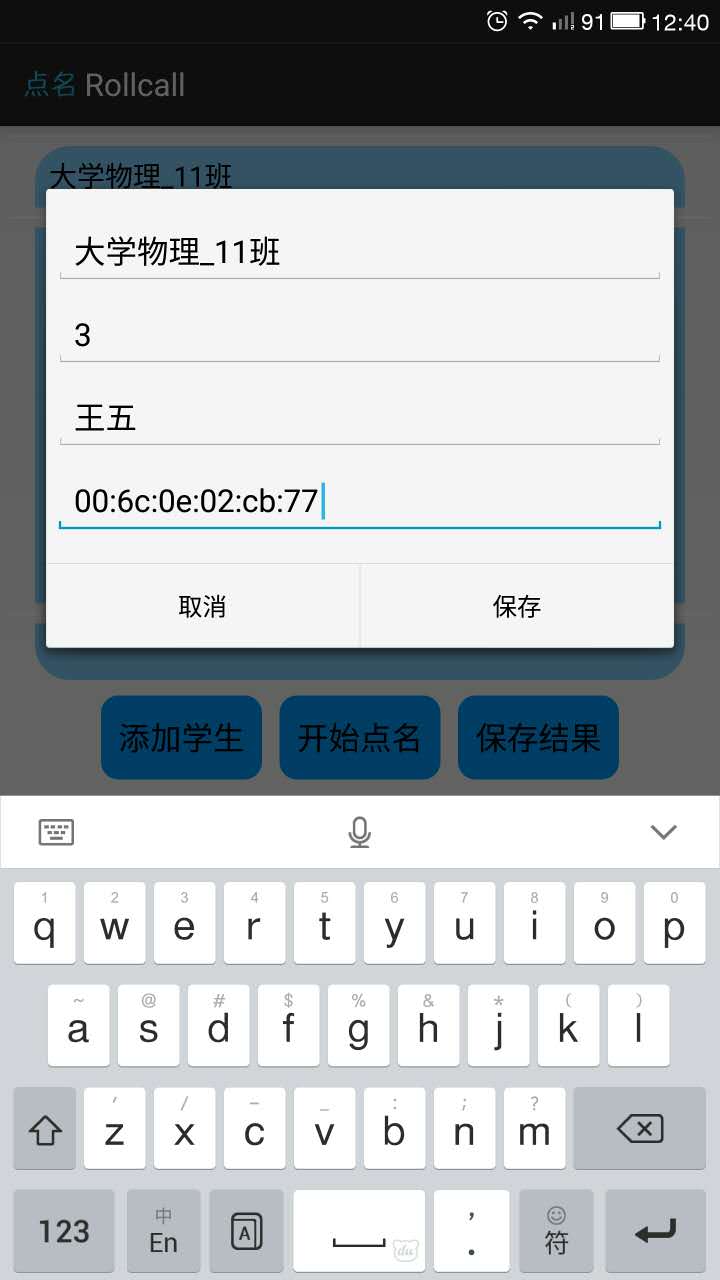 91 12:40
点名 Rollcall
大学物理_11班
大学物理_11班
3
王五
00:6c:0e:02:cb:77
取消 保存
添加学生 开始点名 保存结果
1 2 3 4 5 6 7 8 9 0
q w e r t y u i o p
~ @ # $ % & * ( )
a s d f g h j k l
' / - _ : ; ?
z x c v b n m
123 中 En A du , . 符